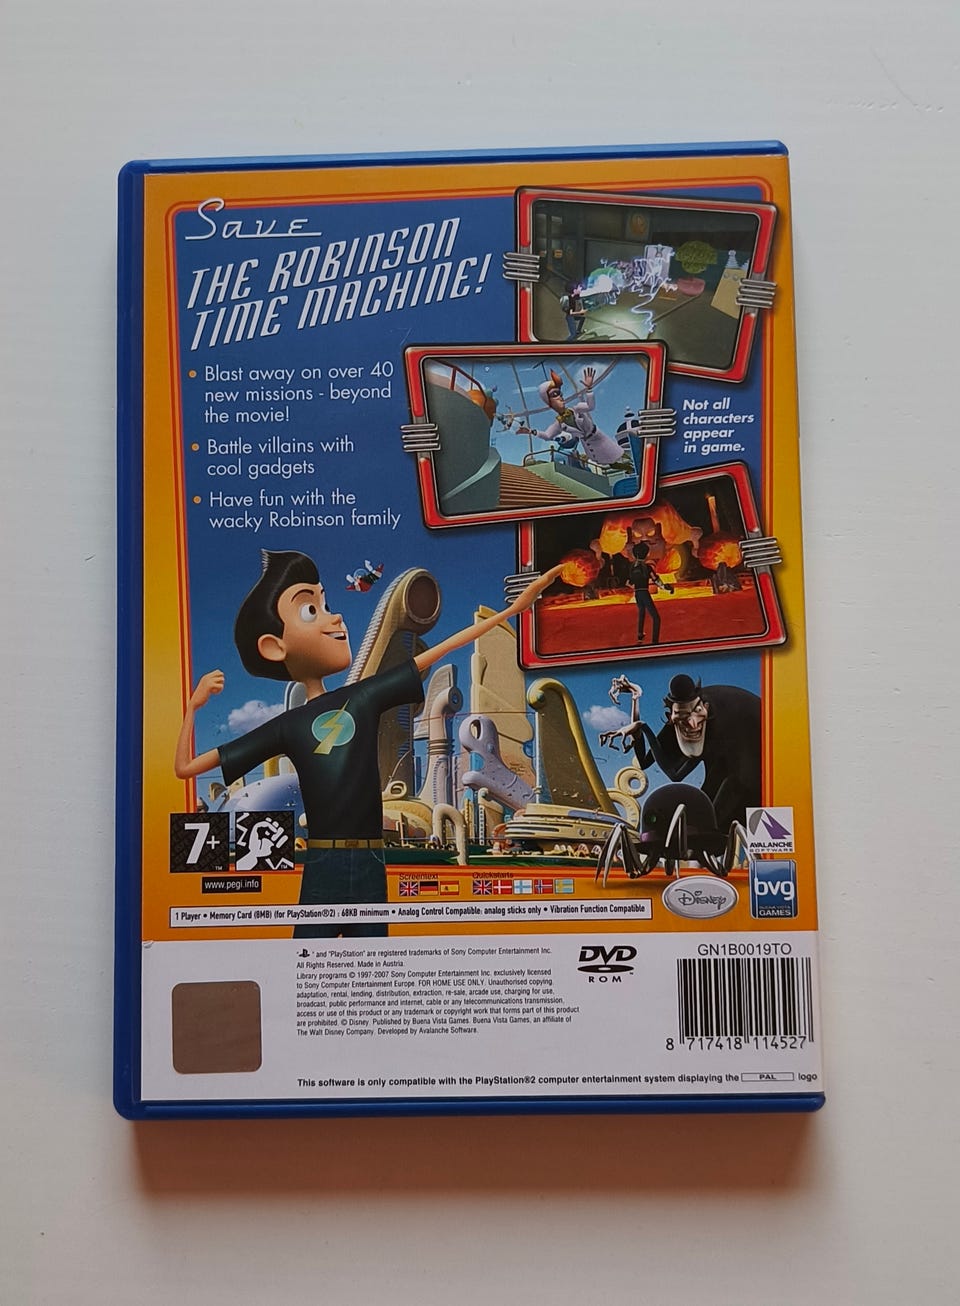 Save
THE ROBINSON
TIME MACHINE!
• Blast away on over 40
new missions - beyond
the movie!
• Battle villains with
cool gadgets
• Have fun with the
wacky Robinson family
Not all
characters
appear
in game.
7+
TM
www.pegi.info
Screentext
Quickstarts
AVALANCHE
SOFTWARE
Disney
bvg
BUENA VISTA
GAMES
1 Player • Memory Card (8MB) (for PlayStation®2) : 68KB minimum • Analog Control Compatible: analog sticks only • Vibration Function Compatible
" and "PlayStation" are registered trademarks of Sony Computer Entertainment Inc.
All Rights Reserved. Made in Austria.
Library programs © 1997-2007 Sony Computer Entertainment Inc. exclusively licensed
to Sony Computer Entertainment Europe. FOR HOME USE ONLY. Unauthorised copying,
adaptation, rental, lending, distribution, extraction, re-sale, arcade use, charging for use,
broadcast, public performance and internet, cable or any telecommunications transmission,
access or use of this product or any trademark or copyright work that forms part of this product
are prohibited. © Disney. Published by Buena Vista Games. Buena Vista Games, an affiliate of
The Walt Disney Company. Developed by Avalanche Software.
DVD
ROM
GN1B0019TO
8 717418 114527
This software is only compatible with the PlayStation®2 computer entertainment system displaying the PAL logo